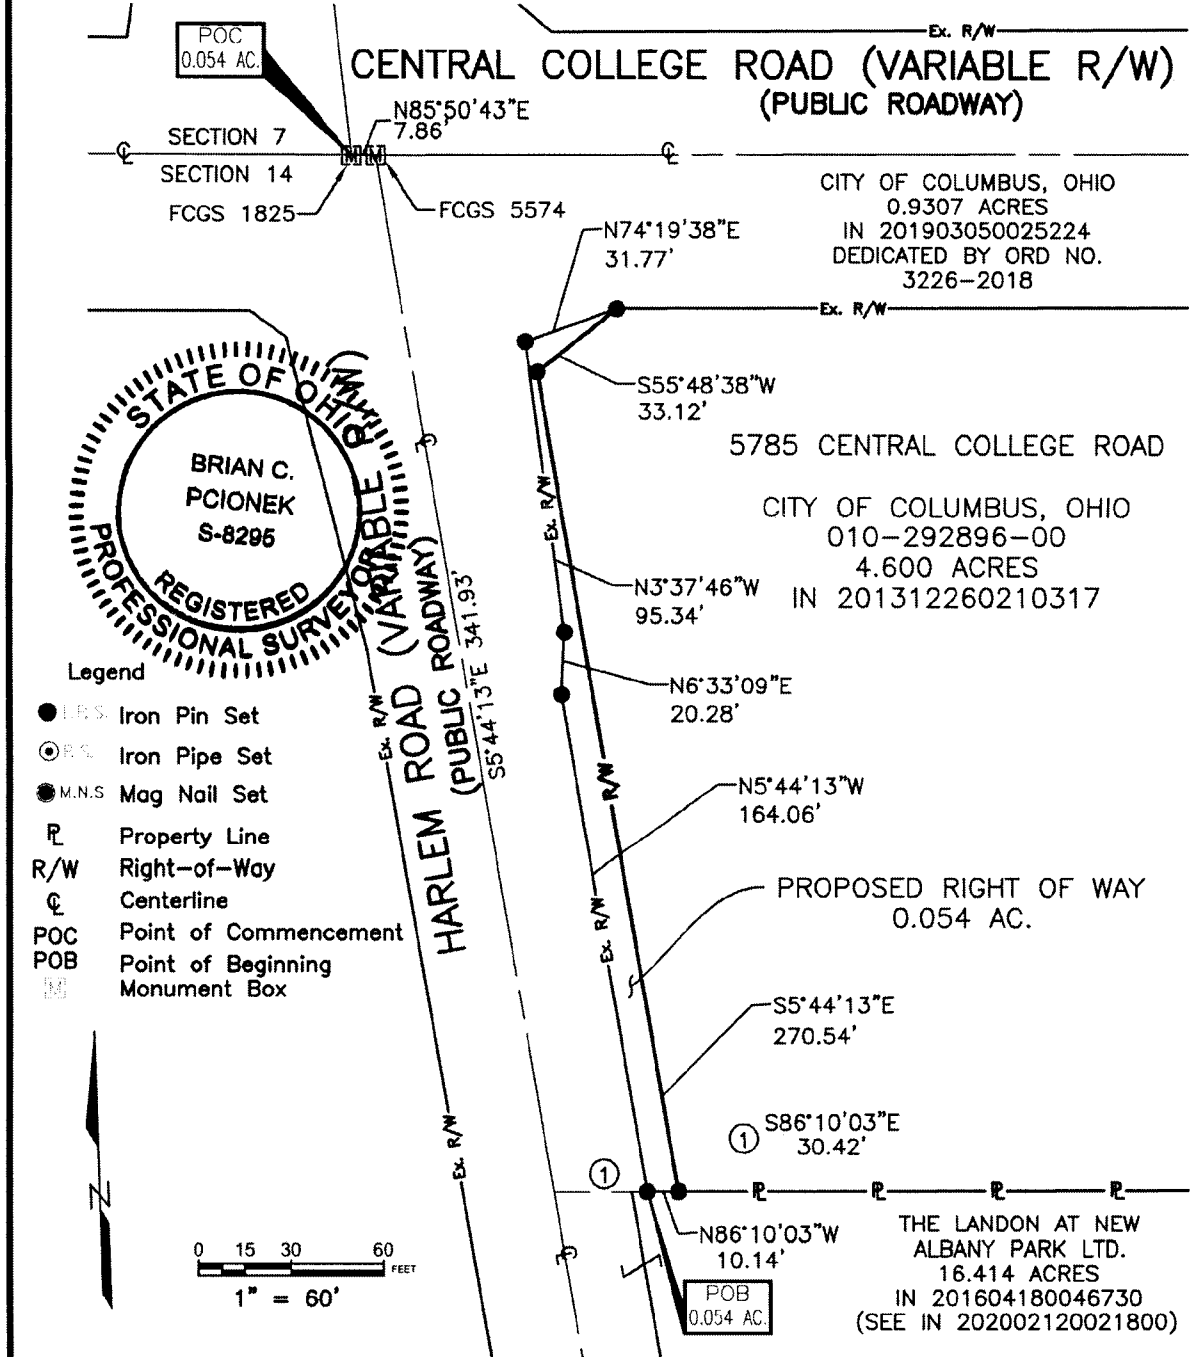 Ex. R/W
POC
0.054 AC.
CENTRAL COLLEGE ROAD (VARIABLE R/W)
(PUBLIC ROADWAY)
N85°50'43"E
7.86'
SECTION 7
SECTION 14
FCGS 1825
FCGS 5574
M M
CITY OF COLUMBUS, OHIO
0.9307 ACRES
IN 201903050025224
DEDICATED BY ORD NO.
3226-2018
N74°19'38"E
31.77'
Ex. R/W
S55°48'38"W
33.12'
5785 CENTRAL COLLEGE ROAD
CITY OF COLUMBUS, OHIO
010-292896-00
4.600 ACRES
IN 201312260210317
STATE OF OHIO
BRIAN C.
PCIONEK
S-8295
REGISTERED
PROFESSIONAL SURVEYOR
Ex. R/W
N3°37'46"W
95.34'
N6°33'09"E
20.28'
HARLEM ROAD (VARIABLE R/W)
(PUBLIC ROADWAY)
S5°44'13"E 341.93'
Ex. R/W
R/W
N5°44'13"W
164.06'
Legend
I.P.S. Iron Pin Set
P.S. Iron Pipe Set
M.N.S Mag Nail Set
PL Property Line
R/W Right-of-Way
CL Centerline
POC Point of Commencement
POB Point of Beginning
M Monument Box
PROPOSED RIGHT OF WAY
0.054 AC.
Ex. R/W
S5°44'13"E
270.54'
Ex. R/W
1 S86°10'03"E
30.42'
1
PL PL PL PL
N86°10'03"W
10.14'
THE LANDON AT NEW
ALBANY PARK LTD.
16.414 ACRES
IN 201604180046730
(SEE IN 202002120021800)
POB
0.054 AC.
N
0 15 30 60
FEET
1" = 60'